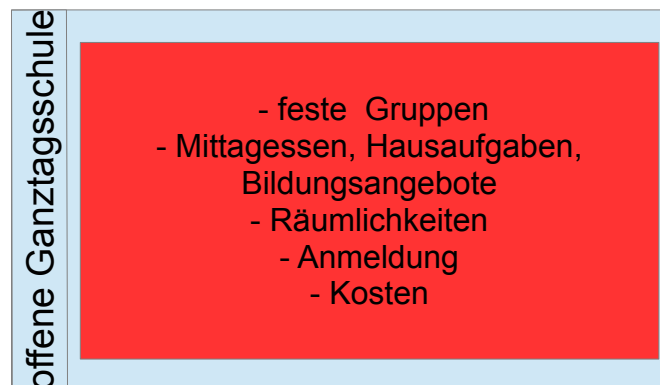 offene Ganztagsschule
- feste  Gruppen
- Mittagessen, Hausaufgaben,
Bildungsangebote
- Räumlichkeiten
- Anmeldung
- Kosten